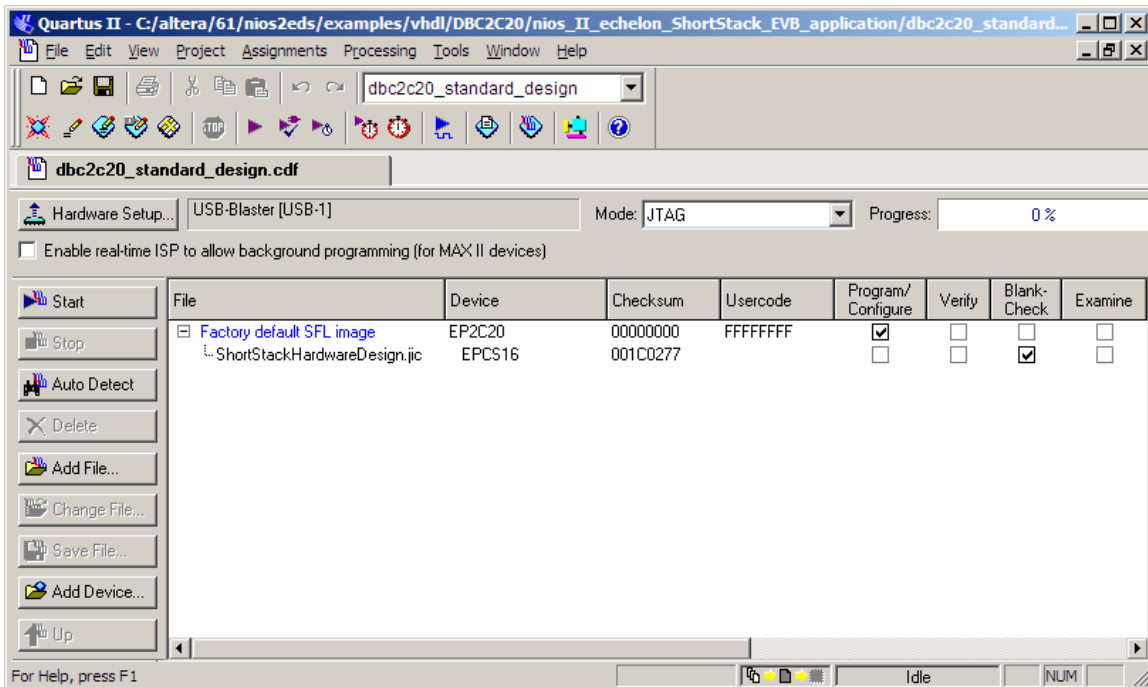 Quartus II - C:/altera/61/nios2eds/examples/vhdl/DBC2C20/nios_II_echelon_ShortStack_EVB_application/dbc2c20_standard...
File Edit View Project Assignments Processing Tools Window Help
dbc2c20_standard_design
STOP
dbc2c20_standard_design.cdf
Hardware Setup... USB-Blaster [USB-1] Mode: JTAG Progress: 0 %
Enable real-time ISP to allow background programming (for MAX II devices)
Start
Stop
Auto Detect
Delete
Add File...
Change File...
Save File...
Add Device...
Up
File Device Checksum Usercode Program/ Configure Verify Blank- Check Examine
Factory default SFL image EP2C20 00000000 FFFFFFFF
ShortStackHardwareDesign.jic EPCS16 001C0277
For Help, press F1 Idle NUM